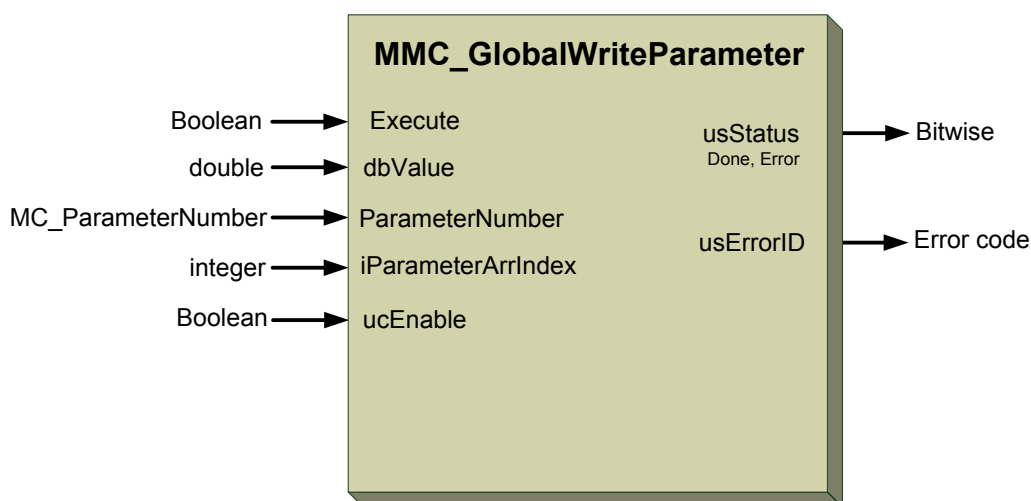 MMC_GlobalWriteParameter
Boolean Execute
double dbValue
MC_ParameterNumber ParameterNumber
integer iParameterArrIndex
Boolean ucEnable
usStatus Bitwise
Done, Error
usErrorID Error code